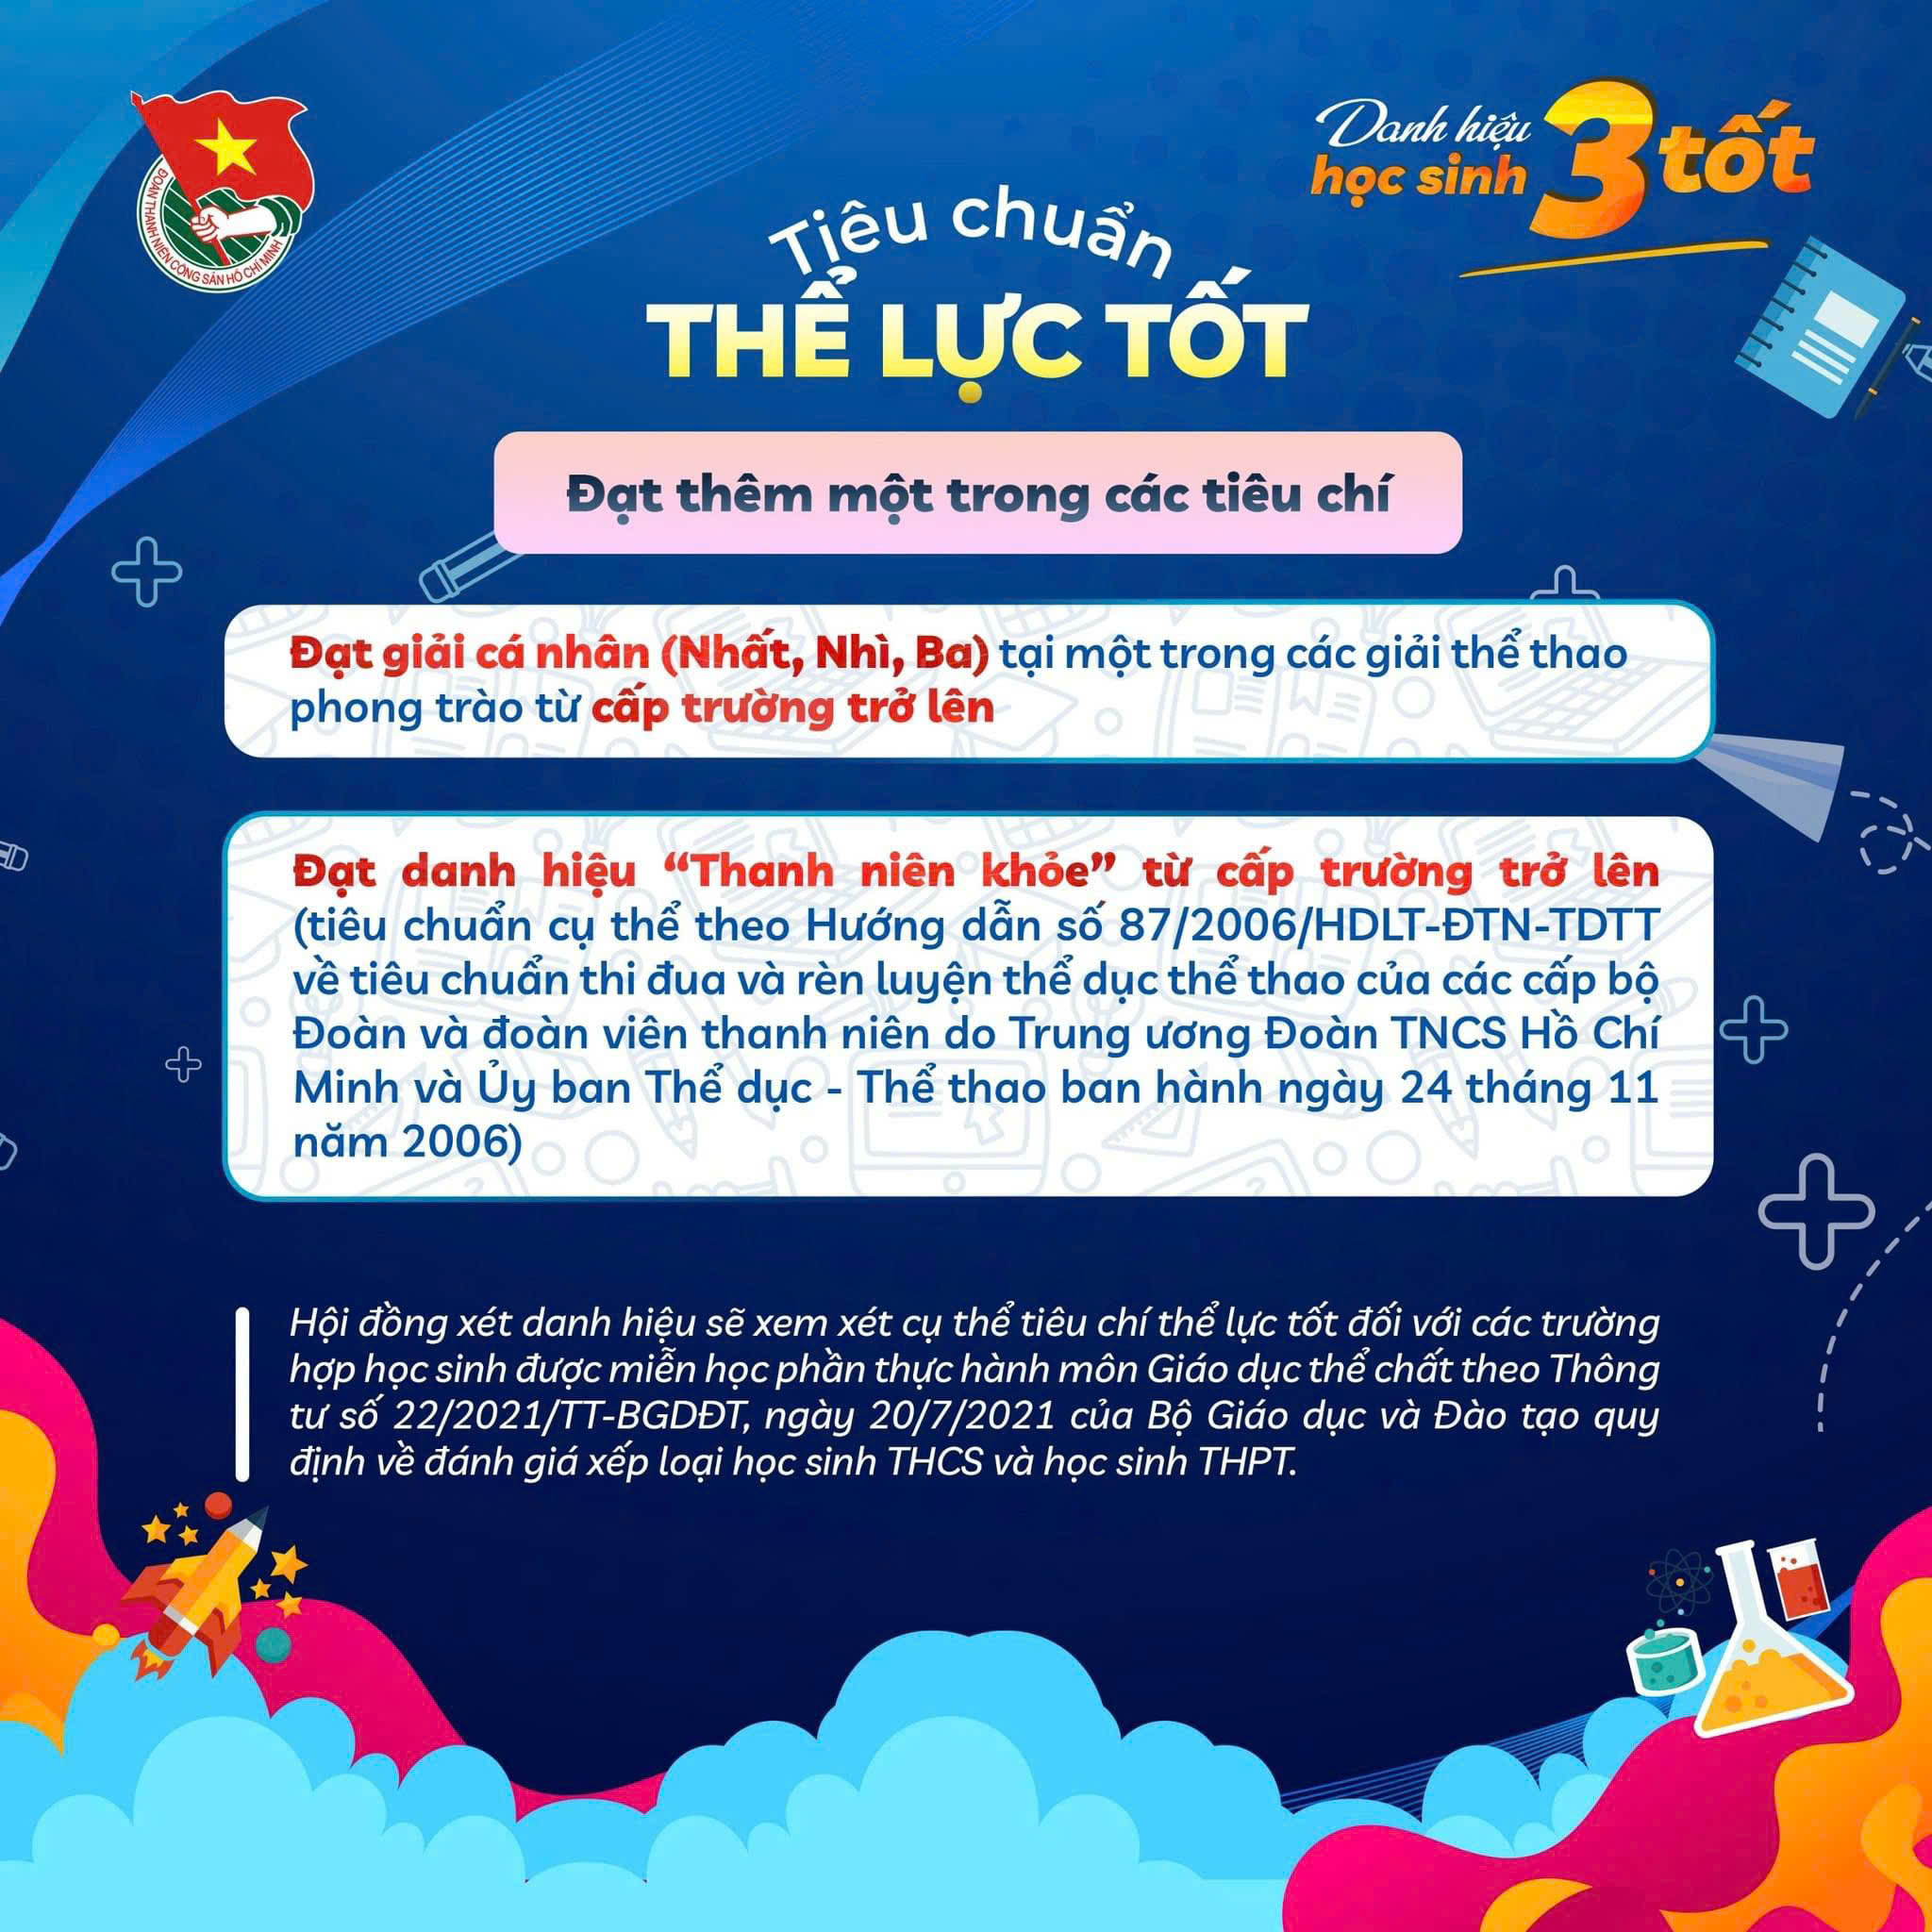 ĐOÀN THANH NIÊN CỘNG SẢN HỒ CHÍ MINH
Danh hiệu
học sinh 3 tốt
Tiêu chuẩn
THỂ LỰC TỐT
Đạt thêm một trong các tiêu chí
Đạt giải cá nhân (Nhất, Nhì, Ba) tại một trong các giải thể thao
phong trào từ cấp trường trở lên
Đạt danh hiệu “Thanh niên khỏe” từ cấp trường trở lên
(tiêu chuẩn cụ thể theo Hướng dẫn số 87/2006/HDLT-ĐTN-TDTT
về tiêu chuẩn thi đua và rèn luyện thể dục thể thao của các cấp bộ
Đoàn và đoàn viên thanh niên do Trung ương Đoàn TNCS Hồ Chí
Minh và Ủy ban Thể dục - Thể thao ban hành ngày 24 tháng 11
năm 2006)
Hội đồng xét danh hiệu sẽ xem xét cụ thể tiêu chí thể lực tốt đối với các trường
hợp học sinh được miễn học phần thực hành môn Giáo dục thể chất theo Thông
tư số 22/2021/TT-BGDĐT, ngày 20/7/2021 của Bộ Giáo dục và Đào tạo quy
định về đánh giá xếp loại học sinh THCS và học sinh THPT.